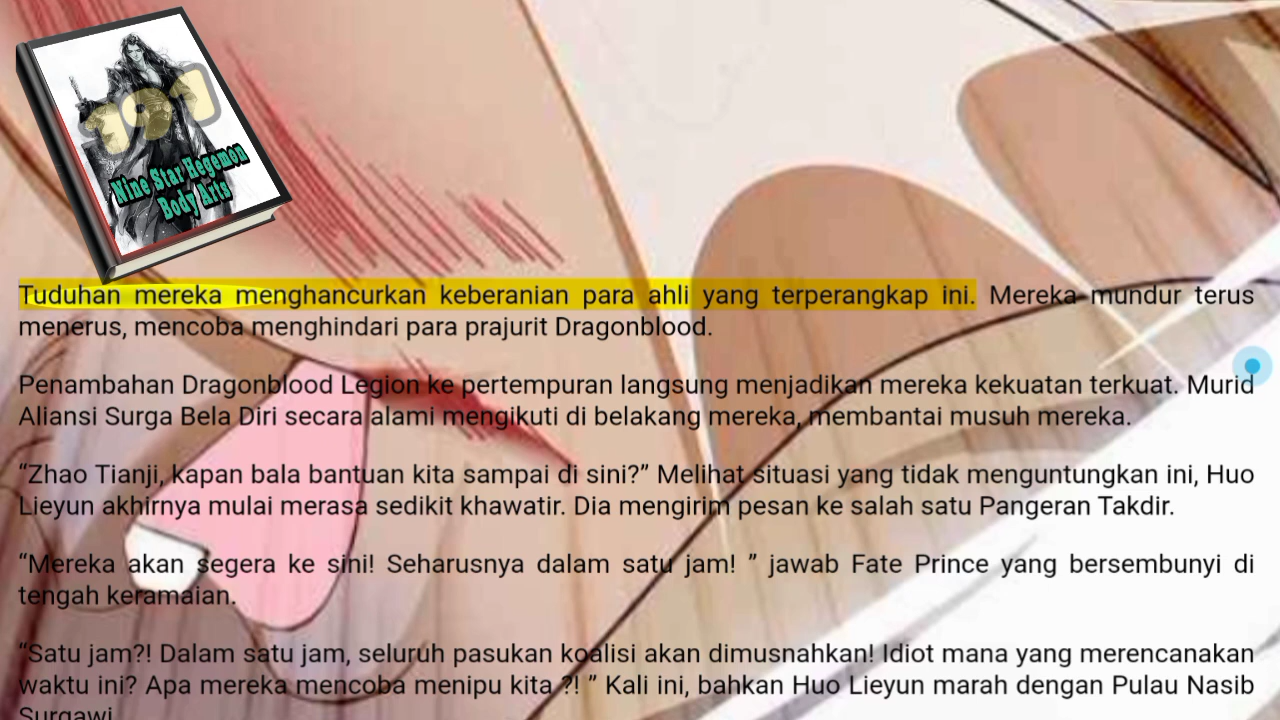 191
Nine Star Hegemon
Body Arts
Tuduhan mereka menghancurkan keberanian para ahli yang terperangkap ini. Mereka mundur terus
menerus, mencoba menghindari para prajurit Dragonblood.
Penambahan Dragonblood Legion ke pertempuran langsung menjadikan mereka kekuatan terkuat. Murid
Aliansi Surga Bela Diri secara alami mengikuti di belakang mereka, membantai musuh mereka.
“Zhao Tianji, kapan bala bantuan kita sampai di sini?” Melihat situasi yang tidak menguntungkan ini, Huo
Lieyun akhirnya mulai merasa sedikit khawatir. Dia mengirim pesan ke salah satu Pangeran Takdir.
“Mereka akan segera ke sini! Seharusnya dalam satu jam! ” jawab Fate Prince yang bersembunyi di
tengah keramaian.
“Satu jam?! Dalam satu jam, seluruh pasukan koalisi akan dimusnahkan! Idiot mana yang merencanakan
waktu ini? Apa mereka mencoba menipu kita ?! ” Kali ini, bahkan Huo Lieyun marah dengan Pulau Nasib
Surgawi